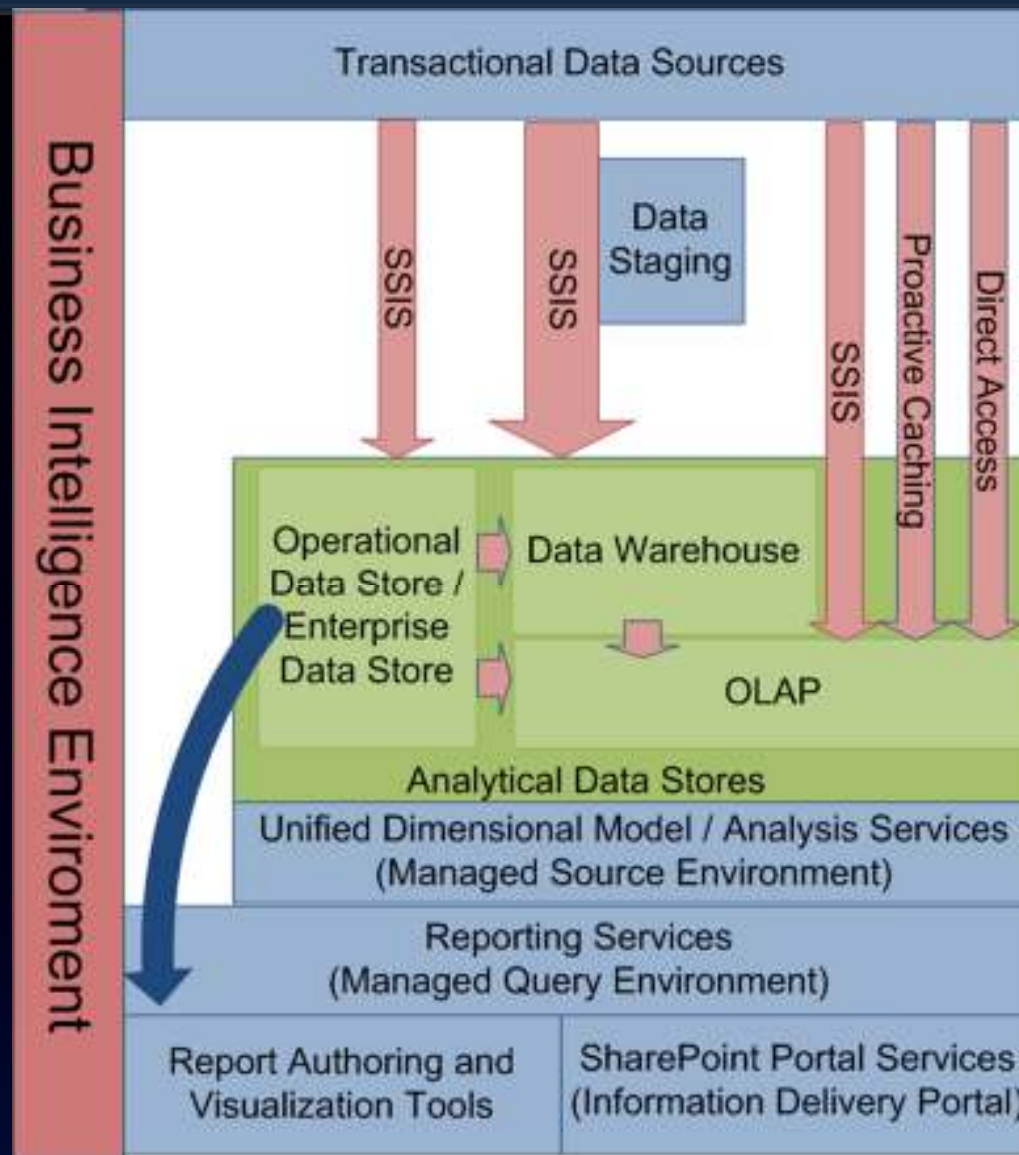 Business Intelligence Enviroment
Transactional Data Sources
SSIS
SSIS
Data
Staging
SSIS
Proactive Caching
Direct Access
Operational
Data Store /
Enterprise
Data Store
Data Warehouse
OLAP
Analytical Data Stores
Unified Dimensional Model / Analysis Services
(Managed Source Environment)
Reporting Services
(Managed Query Environment)
Report Authoring and
Visualization Tools
SharePoint Portal Services
(Information Delivery Portal)